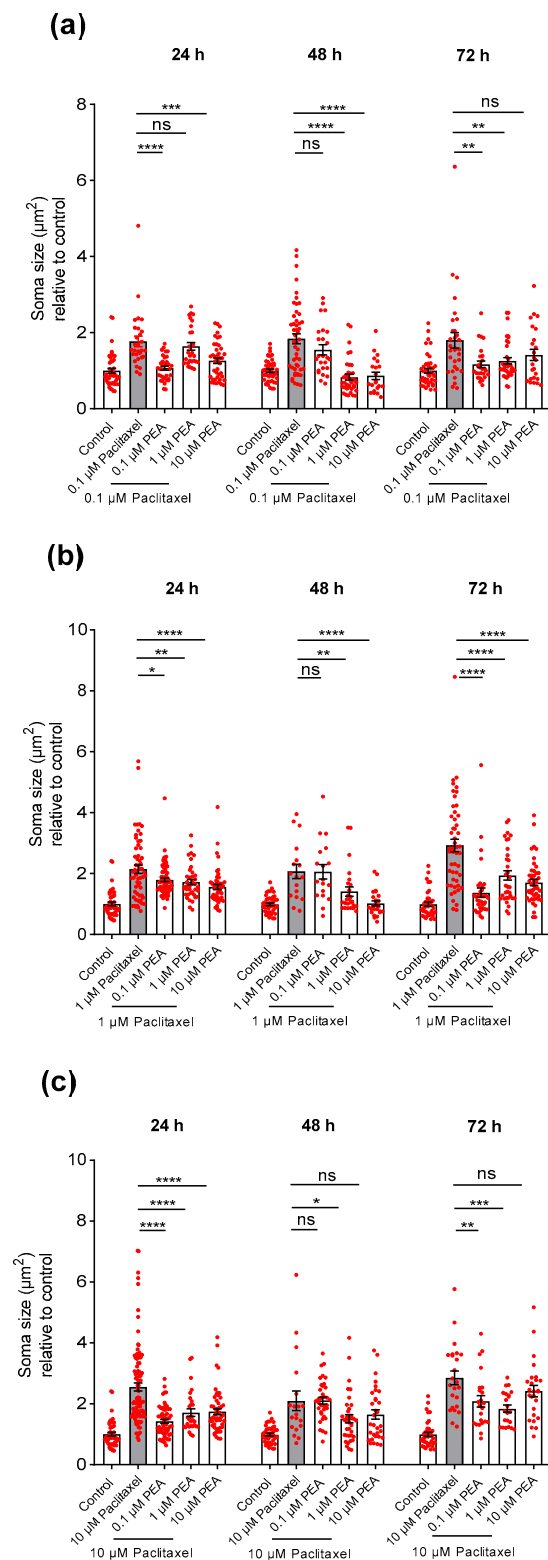 (a)
24 h 48 h 72 h
*** **** ns
ns **** **
**** ns **
8
6
4
2
0
Soma size (µm²)
relative to control
Control 0.1 µM Paclitaxel 0.1 µM PEA 1 µM PEA 10 µM PEA Control 0.1 µM Paclitaxel 0.1 µM PEA 1 µM PEA 10 µM PEA Control 0.1 µM Paclitaxel 0.1 µM PEA 1 µM PEA 10 µM PEA
0.1 µM Paclitaxel 0.1 µM Paclitaxel 0.1 µM Paclitaxel
(b)
24 h 48 h 72 h
**** **** ****
** ** ****
* ns ****
10
8
6
4
2
0
Soma size (µm²)
relative to control
Control 1 µM Paclitaxel 0.1 µM PEA 1 µM PEA 10 µM PEA Control 1 µM Paclitaxel 0.1 µM PEA 1 µM PEA 10 µM PEA Control 1 µM Paclitaxel 0.1 µM PEA 1 µM PEA 10 µM PEA
1 µM Paclitaxel 1 µM Paclitaxel 1 µM Paclitaxel
(c)
24 h 48 h 72 h
**** ns ns
**** * ***
**** ns **
10
8
6
4
2
0
Soma size (µm²)
relative to control
Control 10 µM Paclitaxel 0.1 µM PEA 1 µM PEA 10 µM PEA Control 10 µM Paclitaxel 0.1 µM PEA 1 µM PEA 10 µM PEA Control 10 µM Paclitaxel 0.1 µM PEA 1 µM PEA 10 µM PEA
10 µM Paclitaxel 10 µM Paclitaxel 10 µM Paclitaxel